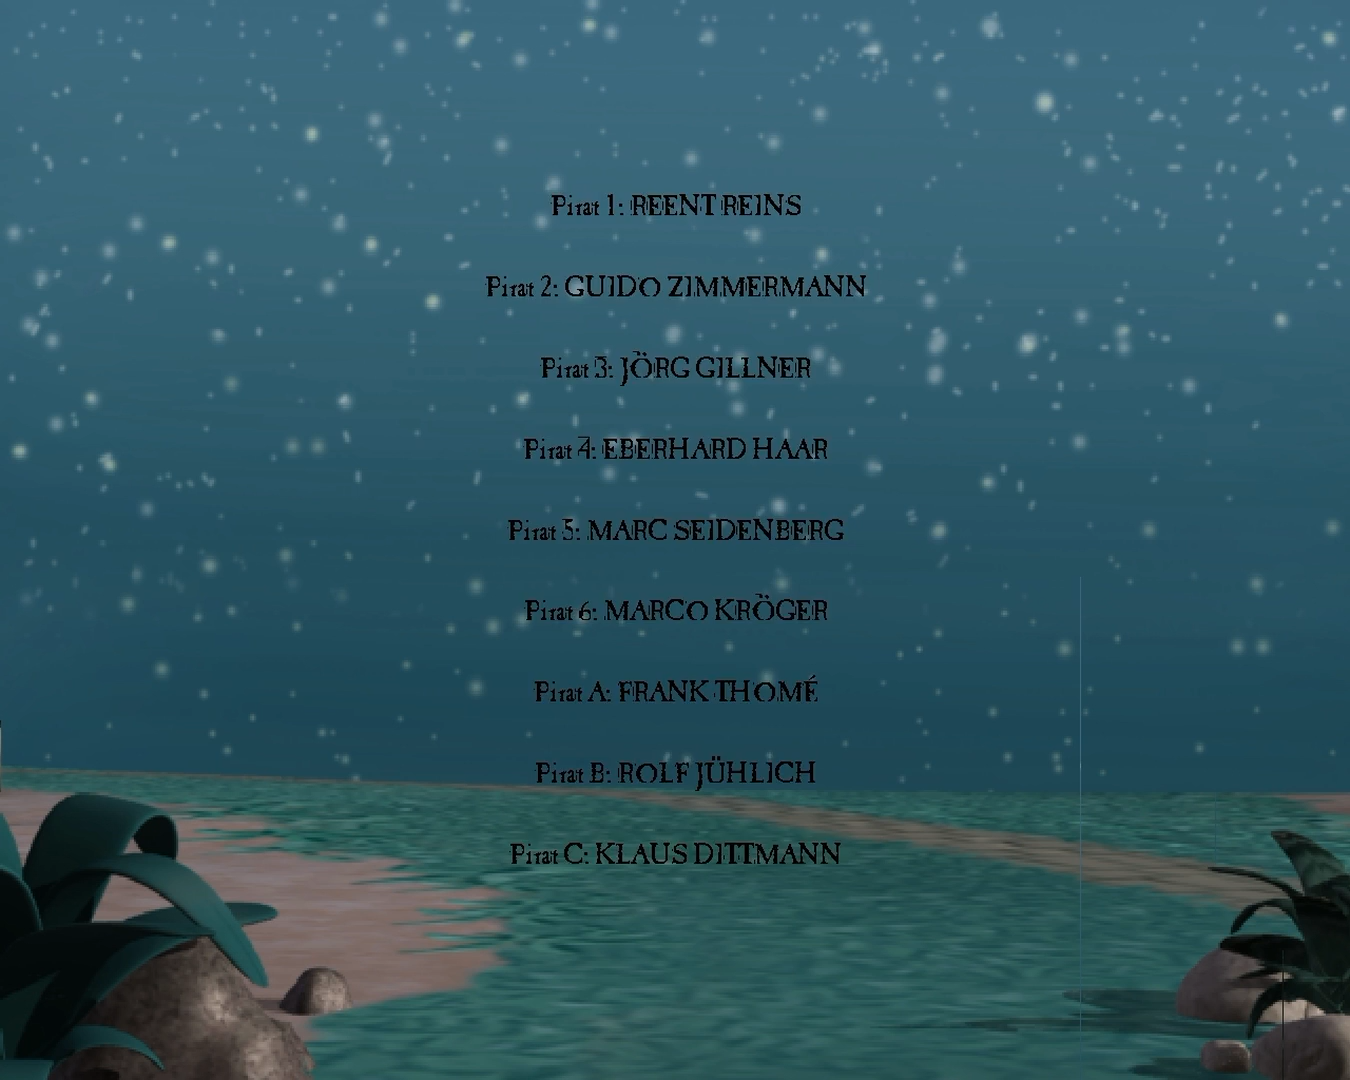 Pirat 1: REENT REINS
Pirat 2: GUIDO ZIMMERMANN
Pirat 3: JÖRG GILLNER
Pirat 4: EBERHARD HAAR
Pirat 5: MARC SEIDENBERG
Pirat 6: MARCO KRÖGER
Pirat A: FRANK THOMÉ
Pirat B: ROLF JÜHLICH
Pirat C: KLAUS DITTMANN